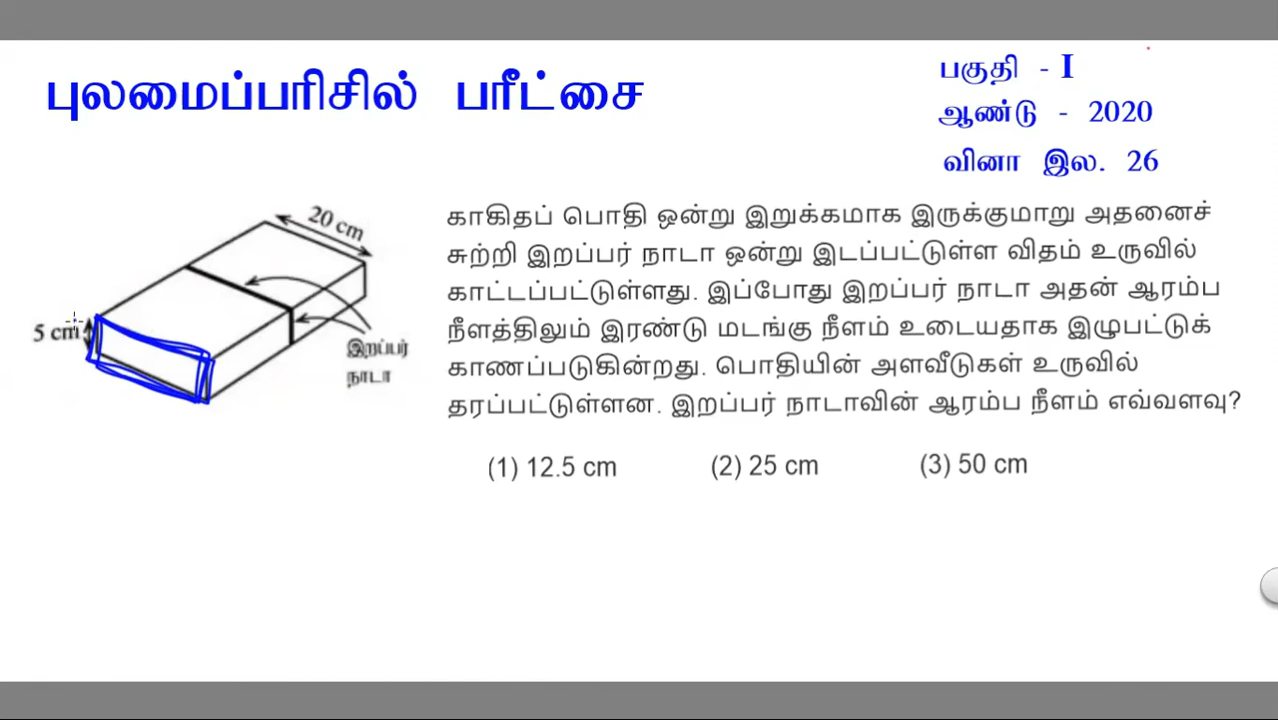 புலமைப்பரிசில் பரீட்சை
பகுதி - I
ஆண்டு - 2020
வினா இல. 26
20 cm
5 cm
இறப்பர்
நாடா
காகிதப் பொதி ஒன்று இறுக்கமாக இருக்குமாறு அதனைச்
சுற்றி இறப்பர் நாடா ஒன்று இடப்பட்டுள்ள விதம் உருவில்
காட்டப்பட்டுள்ளது. இப்போது இறப்பர் நாடா அதன் ஆரம்ப
நீளத்திலும் இரண்டு மடங்கு நீளம் உடையதாக இழுபட்டுக்
காணப்படுகின்றது. பொதியின் அளவீடுகள் உருவில்
தரப்பட்டுள்ளன. இறப்பர் நாடாவின் ஆரம்ப நீளம் எவ்வளவு?
(1) 12.5 cm (2) 25 cm (3) 50 cm